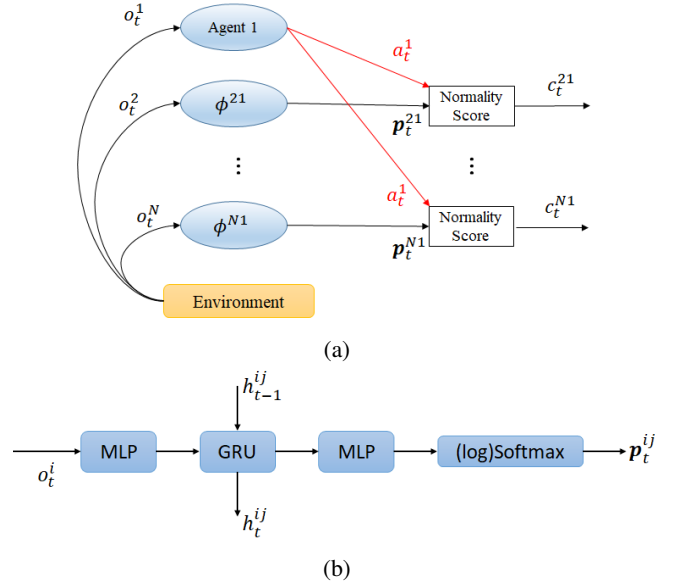 o_t^1
Agent 1
a_t^1
o_t^2
ϕ^{21}
p_t^{21}
Normality
Score
c_t^{21}
a_t^1
o_t^N
ϕ^{N1}
p_t^{N1}
Normality
Score
c_t^{N1}
Environment
(a)
h_{t-1}^{ij}
o_t^i
MLP
GRU
MLP
(log)Softmax
p_t^{ij}
h_t^{ij}
(b)